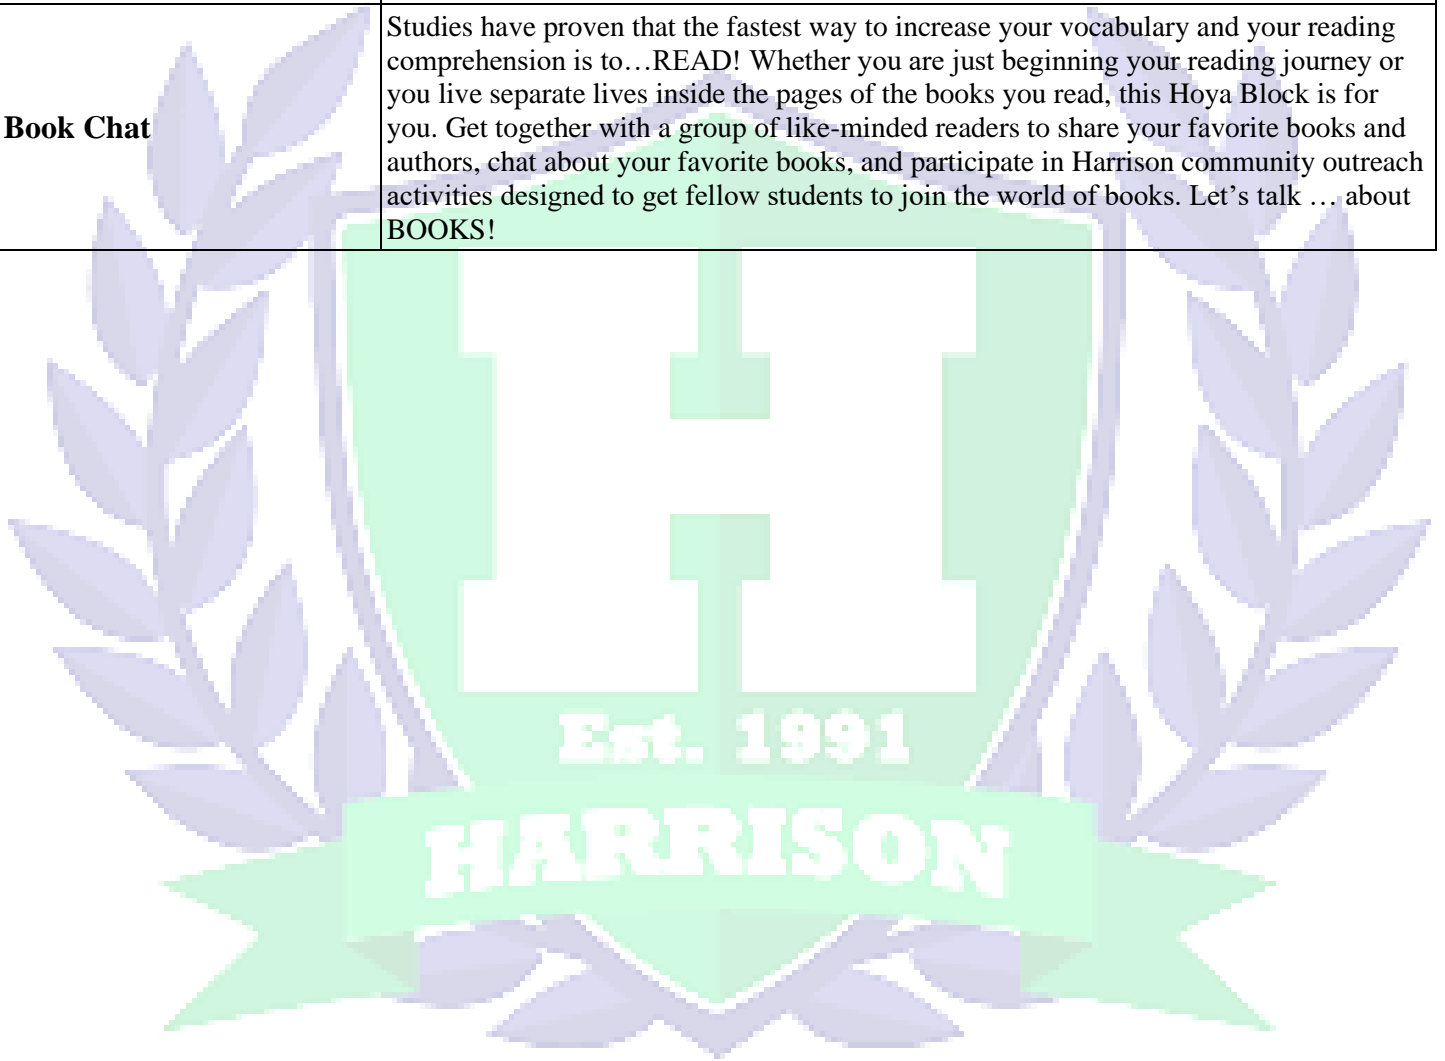 Book Chat
Studies have proven that the fastest way to increase your vocabulary and your reading
comprehension is to…READ! Whether you are just beginning your reading journey or
you live separate lives inside the pages of the books you read, this Hoya Block is for
you. Get together with a group of like-minded readers to share your favorite books and
authors, chat about your favorite books, and participate in Harrison community outreach
activities designed to get fellow students to join the world of books. Let’s talk … about
BOOKS!
H
Est. 1991
HARRISON